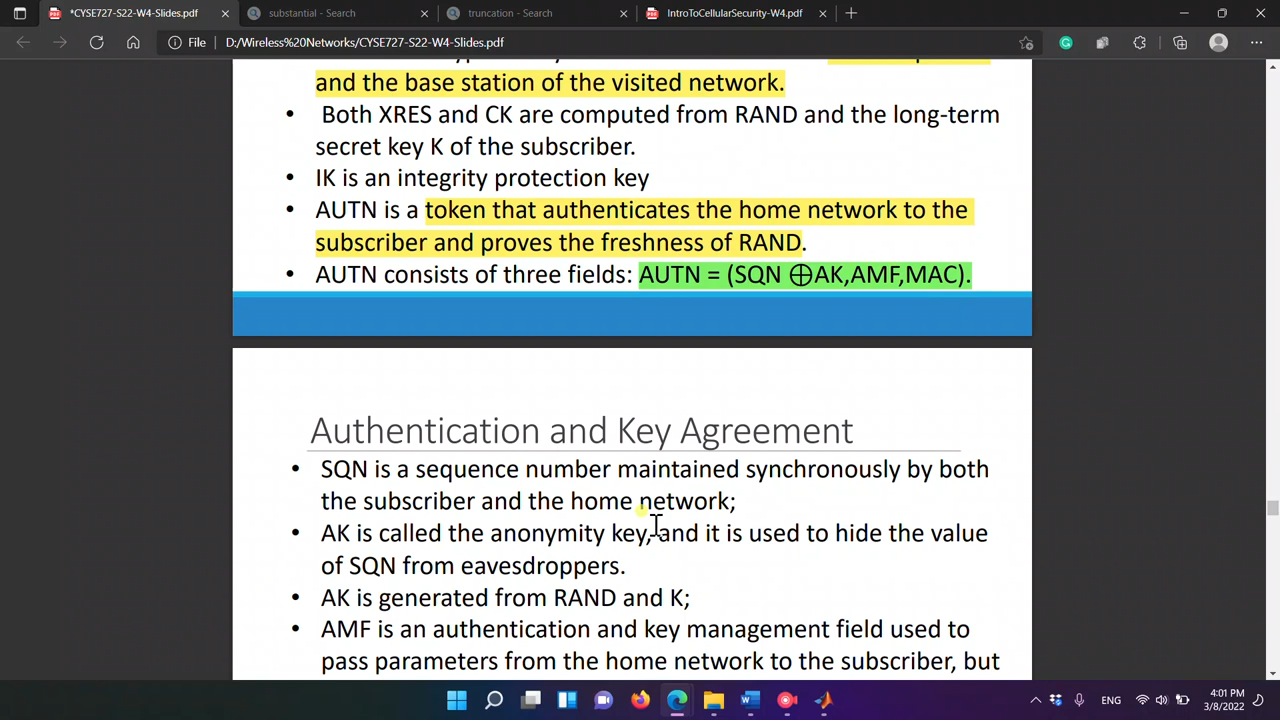 *CYSE727-S22-W4-Slides.pdf
substantial - Search
truncation - Search
IntroToCellularSecurity-W4.pdf
File
D:/Wireless%20Networks/CYSE727-S22-W4-Slides.pdf
and the base station of the visited network.
• Both XRES and CK are computed from RAND and the long-term
secret key K of the subscriber.
• IK is an integrity protection key
• AUTN is a token that authenticates the home network to the
subscriber and proves the freshness of RAND.
• AUTN consists of three fields: AUTN = (SQN ⊕AK,AMF,MAC).
Authentication and Key Agreement
• SQN is a sequence number maintained synchronously by both
the subscriber and the home network;
• AK is called the anonymity key, and it is used to hide the value
of SQN from eavesdroppers.
• AK is generated from RAND and K;
• AMF is an authentication and key management field used to
pass parameters from the home network to the subscriber, but
ENG
4:01 PM
3/8/2022